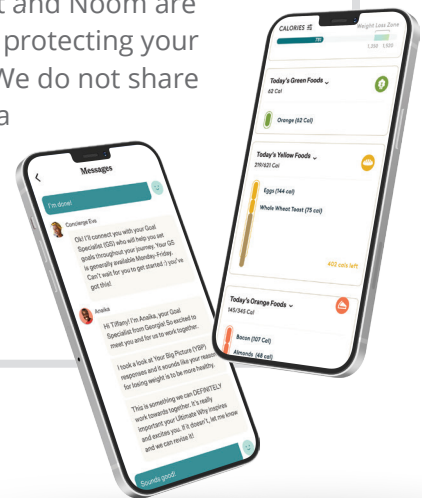 t and Noom are
protecting your
We do not share
a
Messages
I'm done!
Concierge Eva
Ok! I'll connect you with your Goal
Specialist (GS) who will help you set
goals throughout your journey. Your GS
is generally available Monday-Friday.
Can't wait for you to get started :) you've
got this!
Anaika
Hi Tiffany! I'm Anaika, your Goal
Specialist from Georgia! So excited to
meet you and for us to work together.
I took a look at Your Big Picture (YBP)
responses and it sounds like your reason
for losing weight is to be more healthy.
This is something we can DEFINITELY
work towards together. It's really
important your Ultimate Why inspires
and excites you. If it doesn't, let me know
and we can revise it!
Sounds good!
CALORIES
Weight Loss Zone
781
1,350
1,520
Today's Green Foods
62 Cal
Orange (62 Cal)
Today's Yellow Foods
219/621 Cal
Eggs (144 cal)
Whole Wheat Toast (75 cal)
402 cals left
Today's Orange Foods
145/343 Cal
Bacon (107 Cal)
Almonds (48 cal)